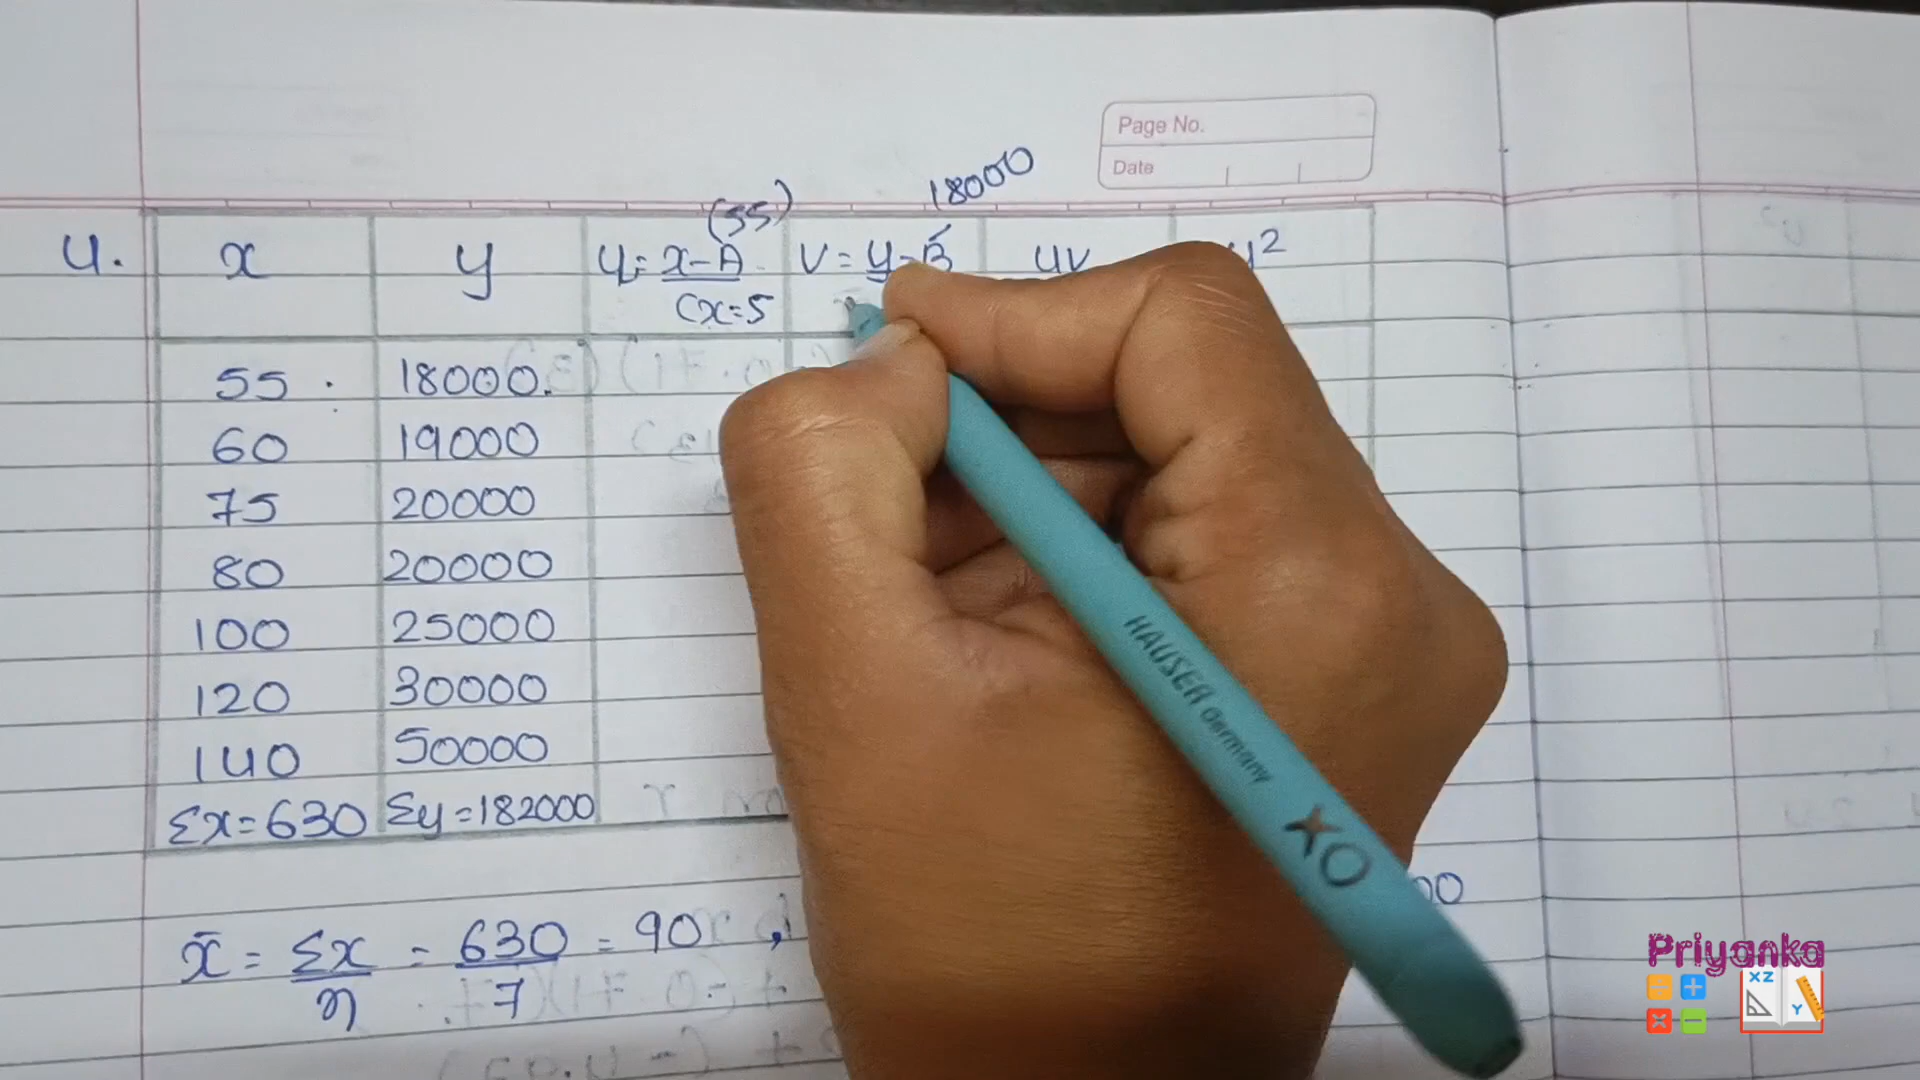 Page No.
Date
(55) 18000
4. x y u = x-A v = y-B uv
Cx=5
55 . 18000.
60 19000
75 20000
80 20000
100 25000
120 30000
140 50000
Σx=630 Σy=182000
x̄ = Σx = 630 = 90 ,
n 7
HAUSER Germany XO
Priyanka
XZ
Y